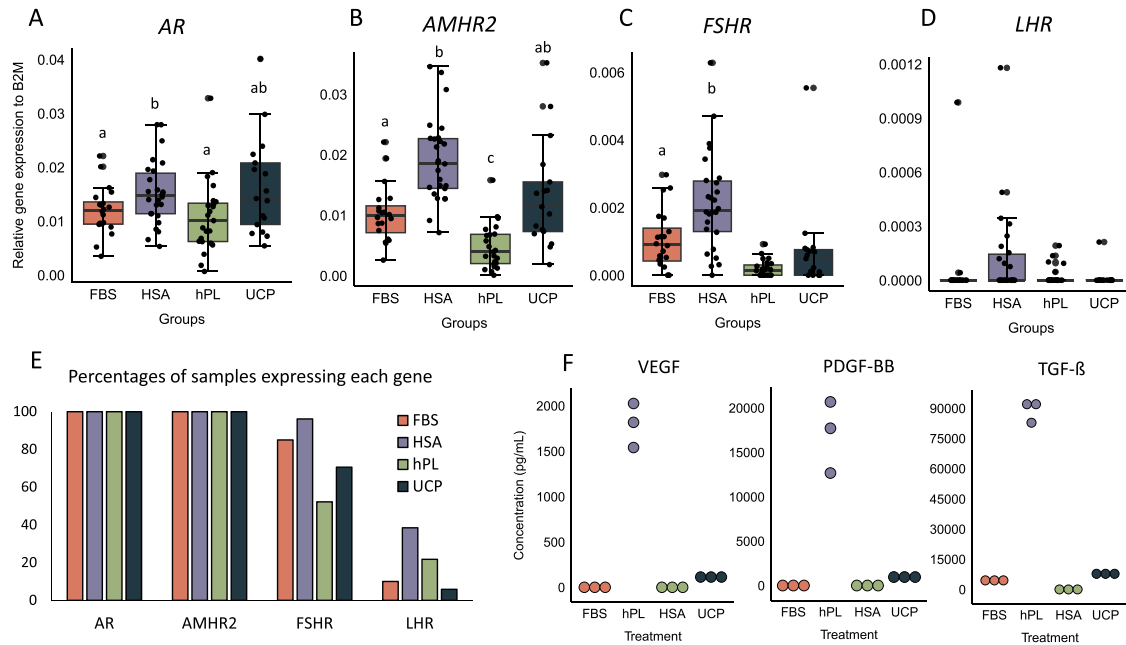 A
AR
Relative gene expression to B2M
0.04
0.03
0.02
0.01
0.00
a
b
a
ab
FBS HSA hPL UCP
Groups
B
AMHR2
0.03
0.02
0.01
0.00
a
b
c
ab
FBS HSA hPL UCP
Groups
C
FSHR
0.006
0.004
0.002
0.000
a
b
FBS HSA hPL UCP
Groups
D
LHR
0.0012
0.0009
0.0006
0.0003
0.0000
FBS HSA hPL UCP
Groups
E
Percentages of samples expressing each gene
100
80
60
40
20
0
FBS
HSA
hPL
UCP
AR AMHR2 FSHR LHR
F
VEGF
Concentration (pg/mL)
2000
1500
1000
500
0
FBS hPL HSA UCP
Treatment
PDGF-BB
20000
15000
10000
5000
0
FBS hPL HSA UCP
Treatment
TGF-ß
90000
75000
60000
45000
30000
15000
0
FBS hPL HSA UCP
Treatment